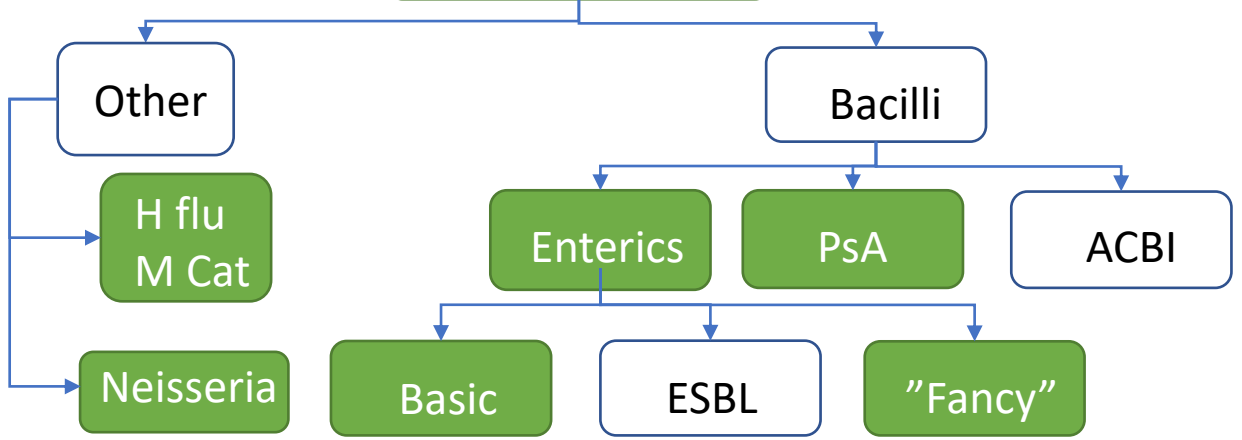 Other
Bacilli
H flu
M Cat
Enterics
PsA
ACBI
Neisseria
Basic
ESBL
”Fancy”